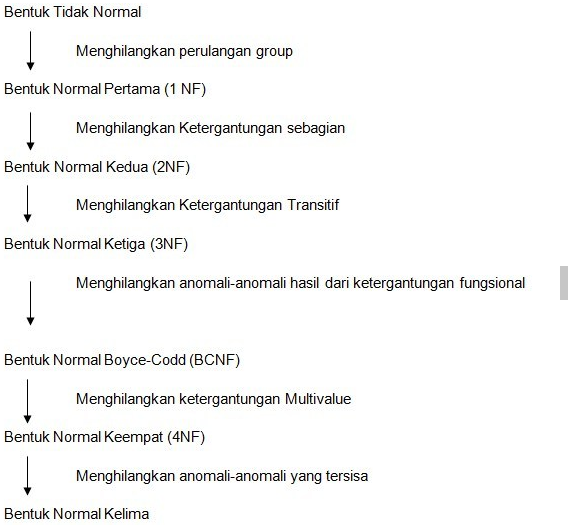 Bentuk Tidak Normal
Menghilangkan perulangan group
Bentuk Normal Pertama (1 NF)
Menghilangkan Ketergantungan sebagian
Bentuk Normal Kedua (2NF)
Menghilangkan Ketergantungan Transitif
Bentuk Normal Ketiga (3NF)
Menghilangkan anomali-anomali hasil dari ketergantungan fungsional
Bentuk Normal Boyce-Codd (BCNF)
Menghilangkan ketergantungan Multivalue
Bentuk Normal Keempat (4NF)
Menghilangkan anomali-anomali yang tersisa
Bentuk Normal Kelima